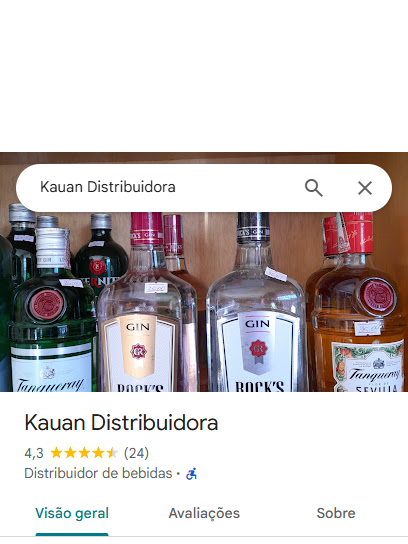 Kauan Distribuidora
GIN
GIN
ROCK'S
ROCK'S
Tanqueray
Tanqueray
SEVILLA
Kauan Distribuidora
4,3 (24)
Distribuidor de bebidas ·
Visão geral Avaliações Sobre